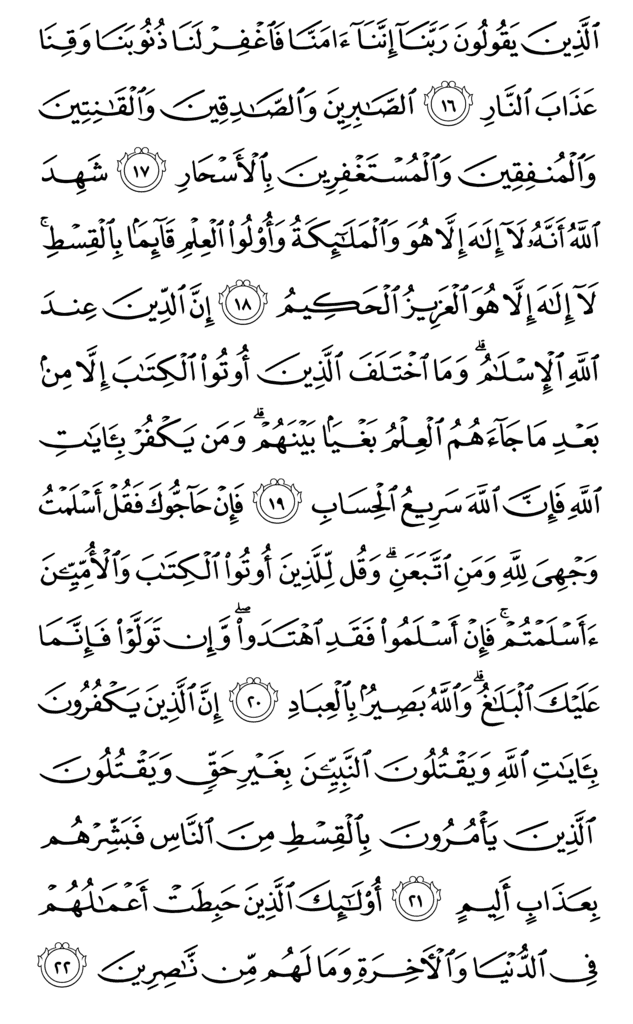 ٱلَّذِينَ يَقُولُونَ رَبَّنَآ إِنَّنَآ ءَامَنَّا فَٱغۡفِرۡ لَنَا ذُنُوبَنَا وَقِنَا
عَذَابَ ٱلنَّارِ ١٦ ٱلصَّٰبِرِينَ وَٱلصَّٰدِقِينَ وَٱلۡقَٰنِتِينَ
وَٱلۡمُنفِقِينَ وَٱلۡمُسۡتَغۡفِرِينَ بِٱلۡأَسۡحَارِ ١٧ شَهِدَ
ٱللَّهُ أَنَّهُۥ لَآ إِلَٰهَ إِلَّا هُوَ وَٱلۡمَلَٰٓئِكَةُ وَأُوْلُواْ ٱلۡعِلۡمِ قَآئِمَۢا بِٱلۡقِسۡطِۚ
لَآ إِلَٰهَ إِلَّا هُوَ ٱلۡعَزِيزُ ٱلۡحَكِيمُ ١٨ إِنَّ ٱلدِّينَ عِندَ
ٱللَّهِ ٱلۡإِسۡلَٰمُۗ وَمَا ٱخۡتَلَفَ ٱلَّذِينَ أُوتُواْ ٱلۡكِتَٰبَ إِلَّا مِنۢ
بَعۡدِ مَا جَآءَهُمُ ٱلۡعِلۡمُ بَغۡيَۢا بَيۡنَهُمۡۗ وَمَن يَكۡفُرۡ بِـَٔايَٰتِ
ٱللَّهِ فَإِنَّ ٱللَّهَ سَرِيعُ ٱلۡحِسَابِ ١٩ فَإِنۡ حَآجُّوكَ فَقُلۡ أَسۡلَمۡتُ
وَجۡهِيَ لِلَّهِ وَمَنِ ٱتَّبَعَنِۗ وَقُل لِّلَّذِينَ أُوتُواْ ٱلۡكِتَٰبَ وَٱلۡأُمِّيِّـۧنَ
ءَأَسۡلَمۡتُمۡۚ فَإِنۡ أَسۡلَمُواْ فَقَدِ ٱهۡتَدَواْۖ وَّإِن تَوَلَّوۡاْ فَإِنَّمَا
عَلَيۡكَ ٱلۡبَلَٰغُۗ وَٱللَّهُ بَصِيرُۢ بِٱلۡعِبَادِ ٢٠ إِنَّ ٱلَّذِينَ يَكۡفُرُونَ
بِـَٔايَٰتِ ٱللَّهِ وَيَقۡتُلُونَ ٱلنَّبِيِّـۧنَ بِغَيۡرِ حَقّٖ وَيَقۡتُلُونَ
ٱلَّذِينَ يَأۡمُرُونَ بِٱلۡقِسۡطِ مِنَ ٱلنَّاسِ فَبَشِّرۡهُم
بِعَذَابٍ أَلِيمٍ ٢١ أُوْلَٰٓئِكَ ٱلَّذِينَ حَبِطَتۡ أَعۡمَٰلُهُمۡ
فِي ٱلدُّنۡيَا وَٱلۡأٓخِرَةِ وَمَا لَهُم مِّن نَّٰصِرِينَ ٢٢